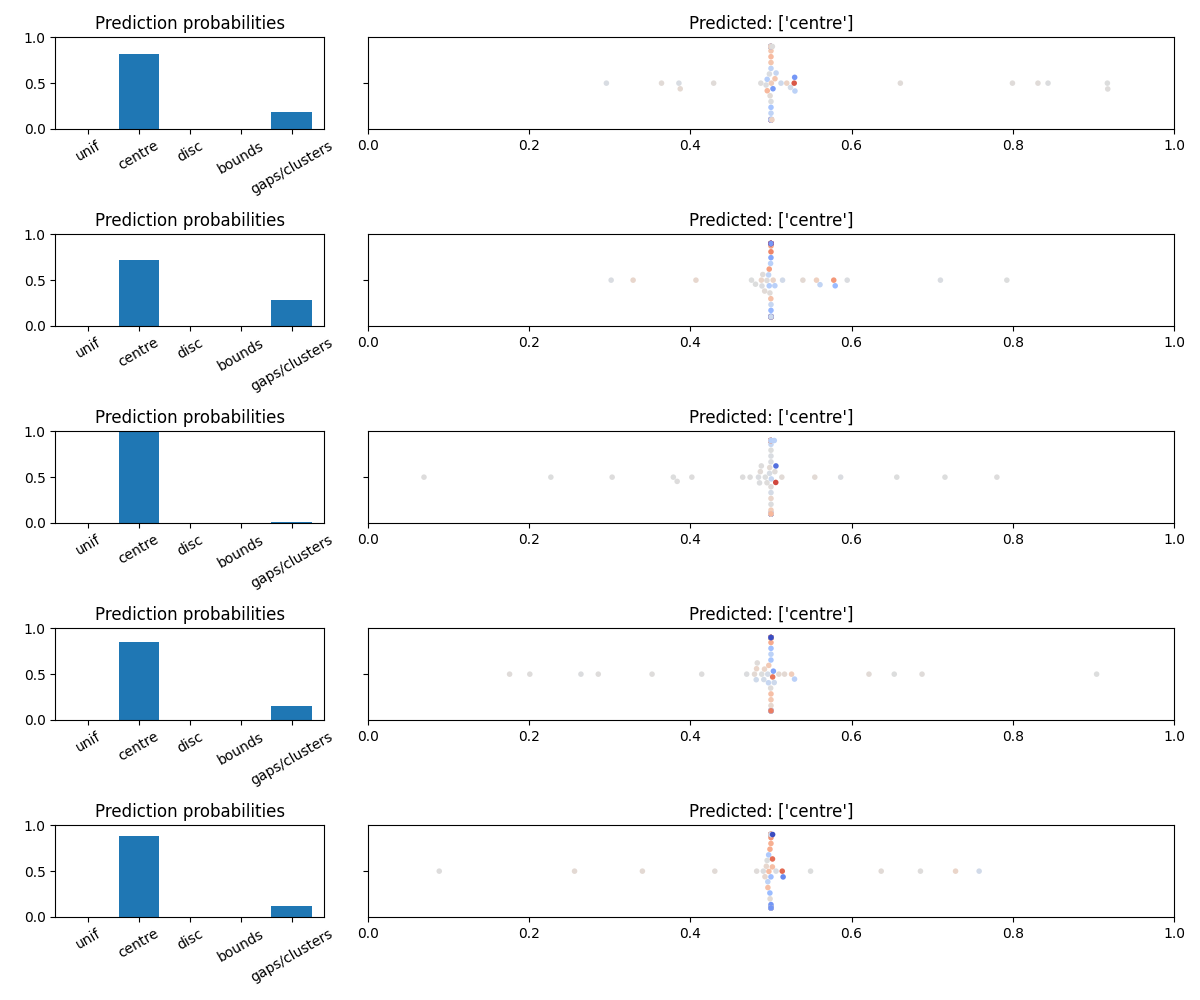 Prediction probabilities
Predicted: ['centre']
1.0
0.5
0.0
unif
centre
disc
bounds
gaps/clusters
0.0 0.2 0.4 0.6 0.8 1.0
Prediction probabilities
Predicted: ['centre']
1.0
0.5
0.0
unif
centre
disc
bounds
gaps/clusters
0.0 0.2 0.4 0.6 0.8 1.0
Prediction probabilities
Predicted: ['centre']
1.0
0.5
0.0
unif
centre
disc
bounds
gaps/clusters
0.0 0.2 0.4 0.6 0.8 1.0
Prediction probabilities
Predicted: ['centre']
1.0
0.5
0.0
unif
centre
disc
bounds
gaps/clusters
0.0 0.2 0.4 0.6 0.8 1.0
Prediction probabilities
Predicted: ['centre']
1.0
0.5
0.0
unif
centre
disc
bounds
gaps/clusters
0.0 0.2 0.4 0.6 0.8 1.0